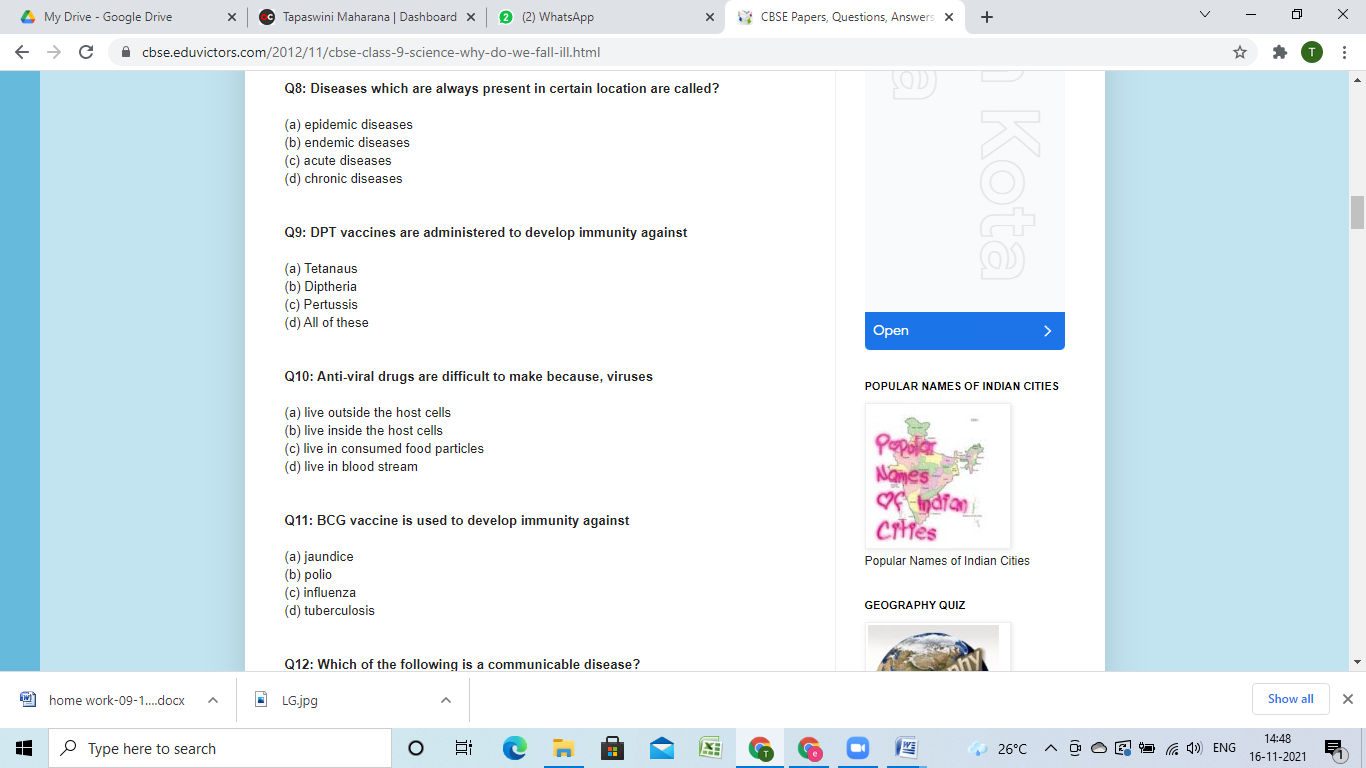 My Drive - Google Drive
Tapaswini Maharana | Dashboard
(2) WhatsApp
CBSE Papers, Questions, Answers
cbse.eduvictors.com/2012/11/cbse-class-9-science-why-do-we-fall-ill.html
T
Q8: Diseases which are always present in certain location are called?
(a) epidemic diseases
(b) endemic diseases
(c) acute diseases
(d) chronic diseases
Q9: DPT vaccines are administered to develop immunity against
(a) Tetanaus
(b) Diptheria
(c) Pertussis
(d) All of these
Q10: Anti-viral drugs are difficult to make because, viruses
(a) live outside the host cells
(b) live inside the host cells
(c) live in consumed food particles
(d) live in blood stream
Q11: BCG vaccine is used to develop immunity against
(a) jaundice
(b) polio
(c) influenza
(d) tuberculosis
Q12: Which of the following is a communicable disease?
Kota
Open
POPULAR NAMES OF INDIAN CITIES
Popular
Names
Of Indian
Cities
Popular Names of Indian Cities
GEOGRAPHY QUIZ
home work-09-1....docx
LG.jpg
Show all
Type here to search
26°C
ENG
14:48
16-11-2021
1